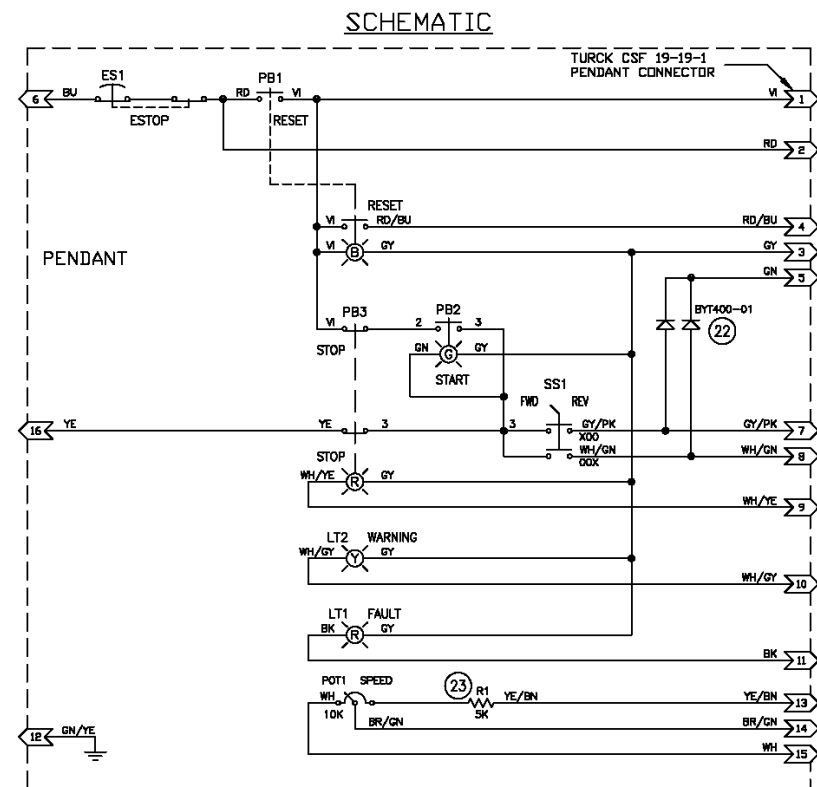 SCHEMATIC
TURCK CSF 19-19-1
PENDANT CONNECTOR
ES1
PB1
6 BU RD VI VI 1
ESTOP RESET
RD 2
RESET
VI RD/BU RD/BU 4
PENDANT
VI B GY GY 3
GN 5
BYT400-01
22
PB3 PB2
VI 2 3
STOP
GN G GY
START
SS1
FWD REV
16 YE YE 3 3 GY/PK GY/PK 7
X00
WH/GN WH/GN 8
00X
STOP
WH/YE R GY
WH/YE 9
LT2 WARNING
WH/GY Y GY
WH/GY 10
LT1 FAULT
BK R GY
BK 11
POT1 SPEED 23 R1
WH YE/BN YE/BN 13
10K 5K
BR/GN BR/GN 14
12 GN/YE
WH 15